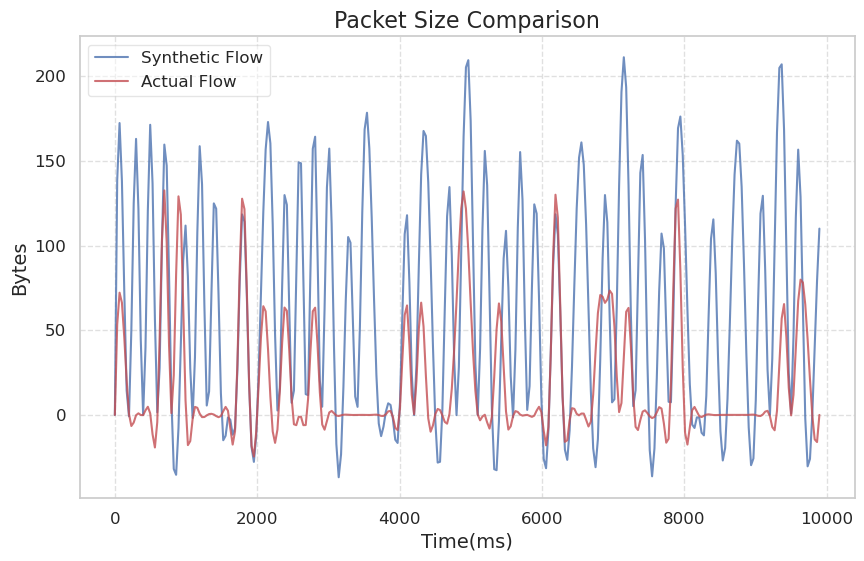 Packet Size Comparison
Synthetic Flow
Actual Flow
200
150
100
50
0
Bytes
0 2000 4000 6000 8000 10000
Time(ms)